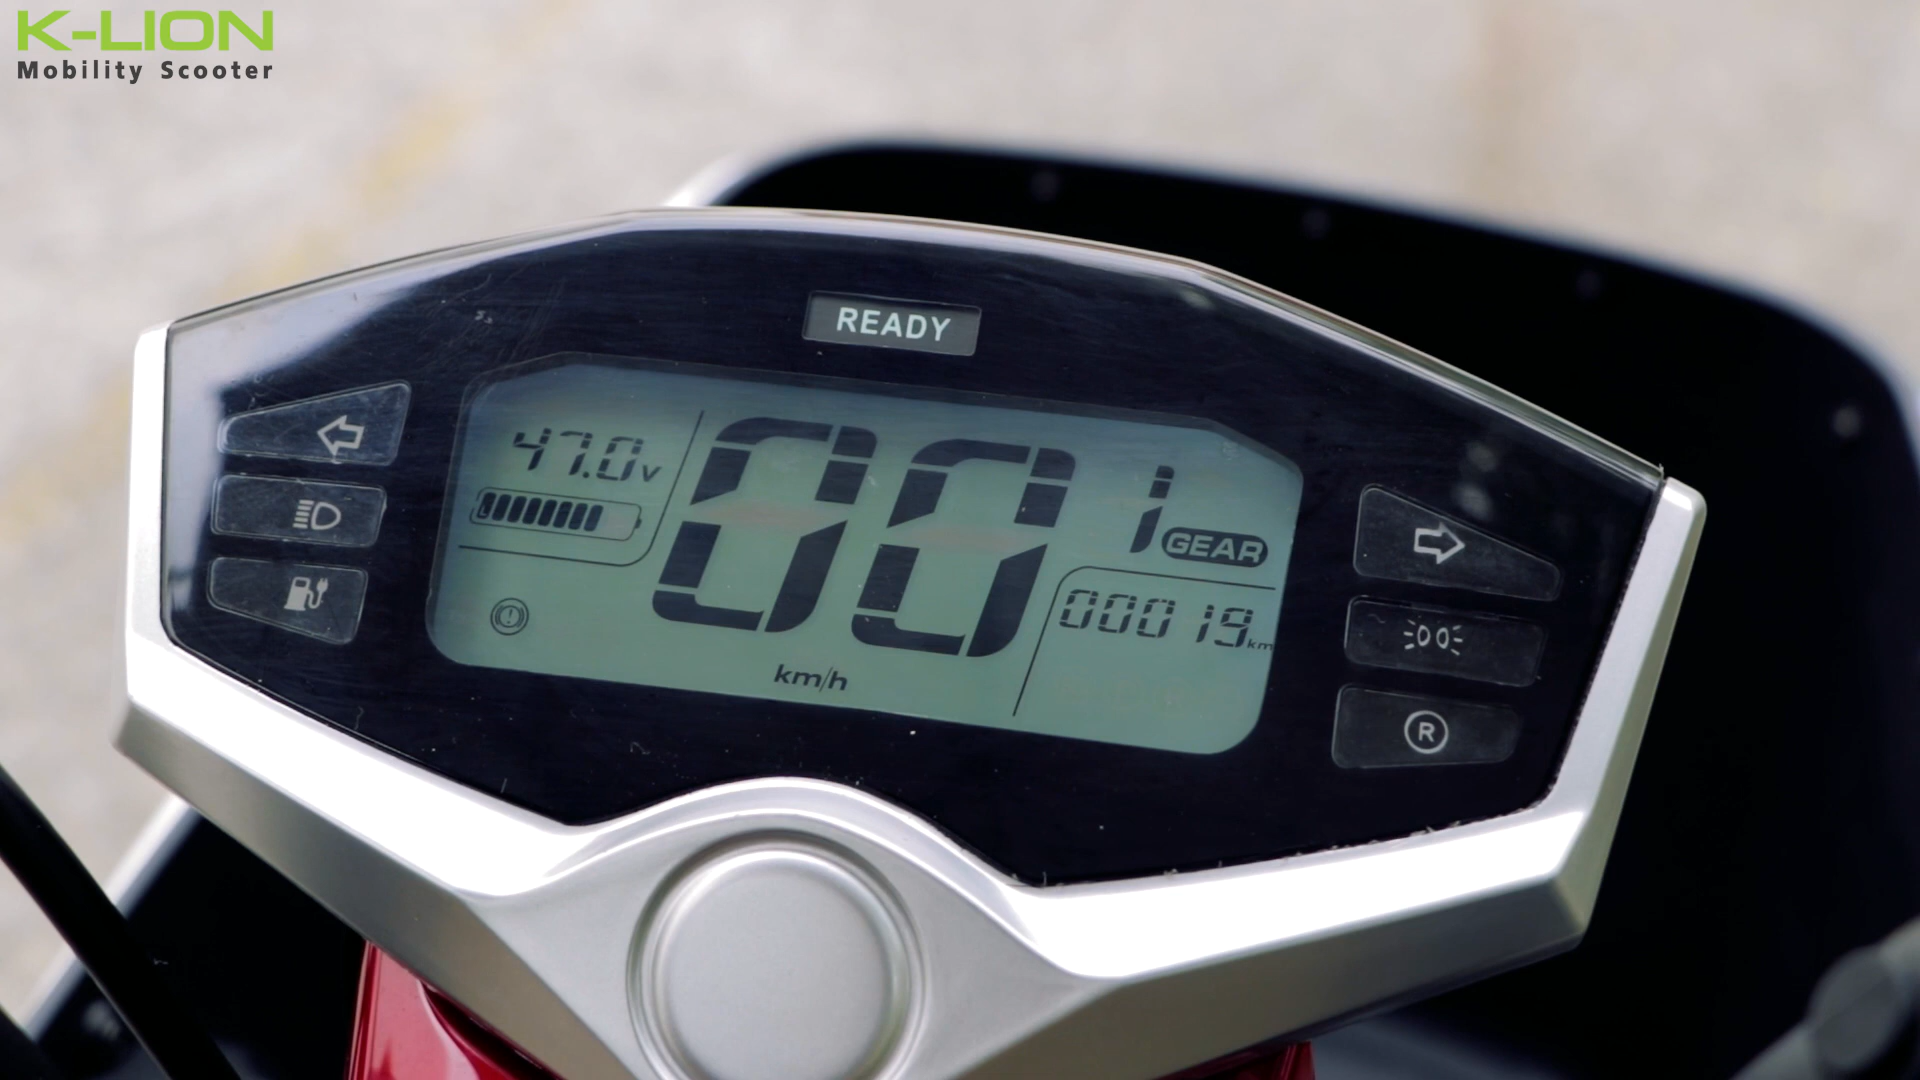 K-LION
Mobility Scooter
READY
47.0v
00
1
GEAR
00019km
km/h
R